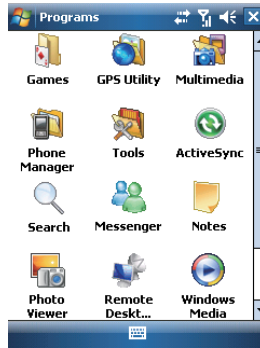 Programs
Games GPS Utility Multimedia
Phone Manager Tools ActiveSync
Search Messenger Notes
Photo Viewer Remote Deskt... Windows Media